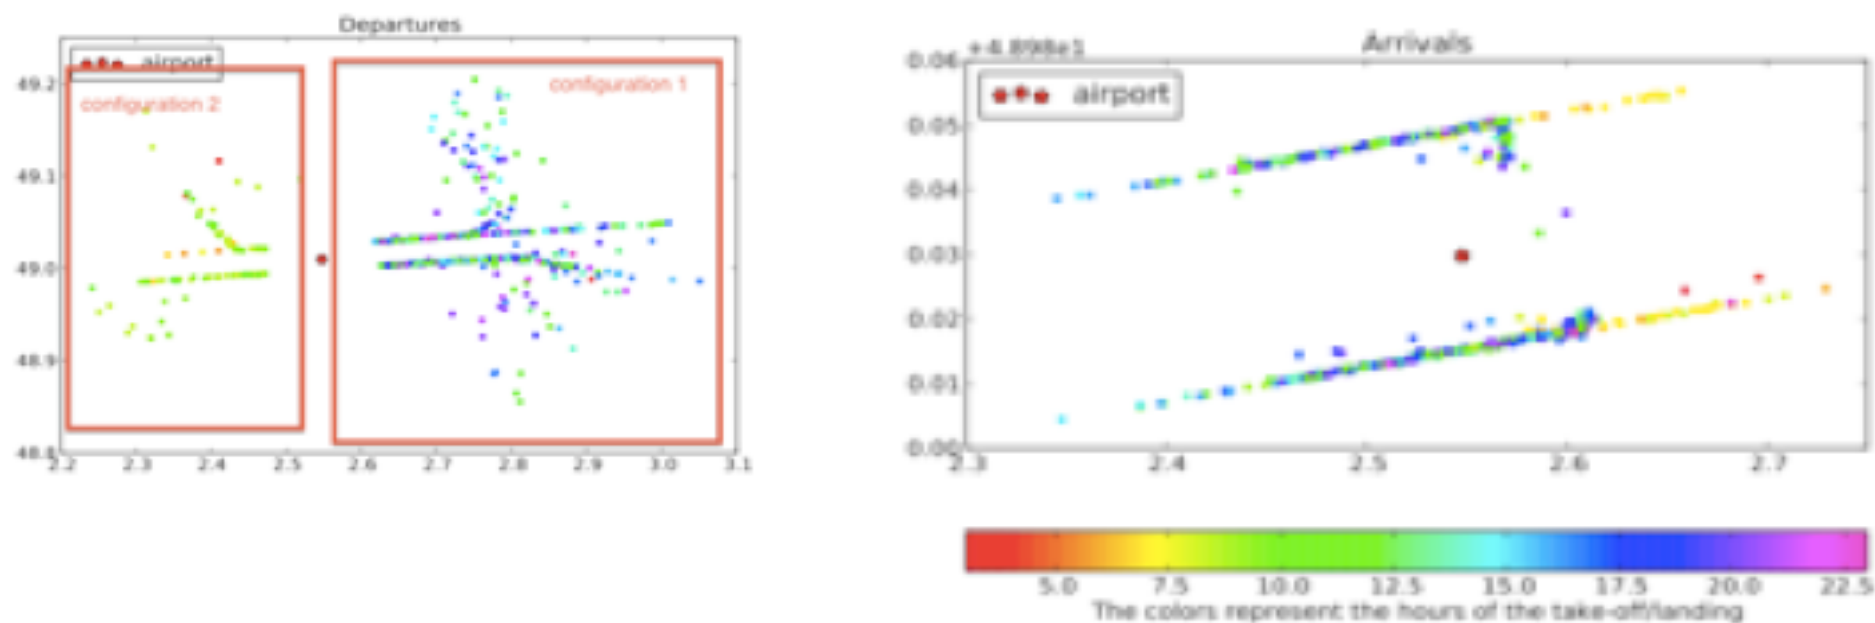 Departures
airport
configuration 2
configuration 1
49.2
49.1
49.0
48.9
48.8
2.2 2.3 2.4 2.5 2.6 2.7 2.8 2.9 3.0 3.1
Arrivals
+4.898e1
airport
0.06
0.05
0.04
0.03
0.02
0.01
0.00
2.3 2.4 2.5 2.6 2.7
5.0 7.5 10.0 12.5 15.0 17.5 20.0 22.5
The colors represent the hours of the take-off/landing